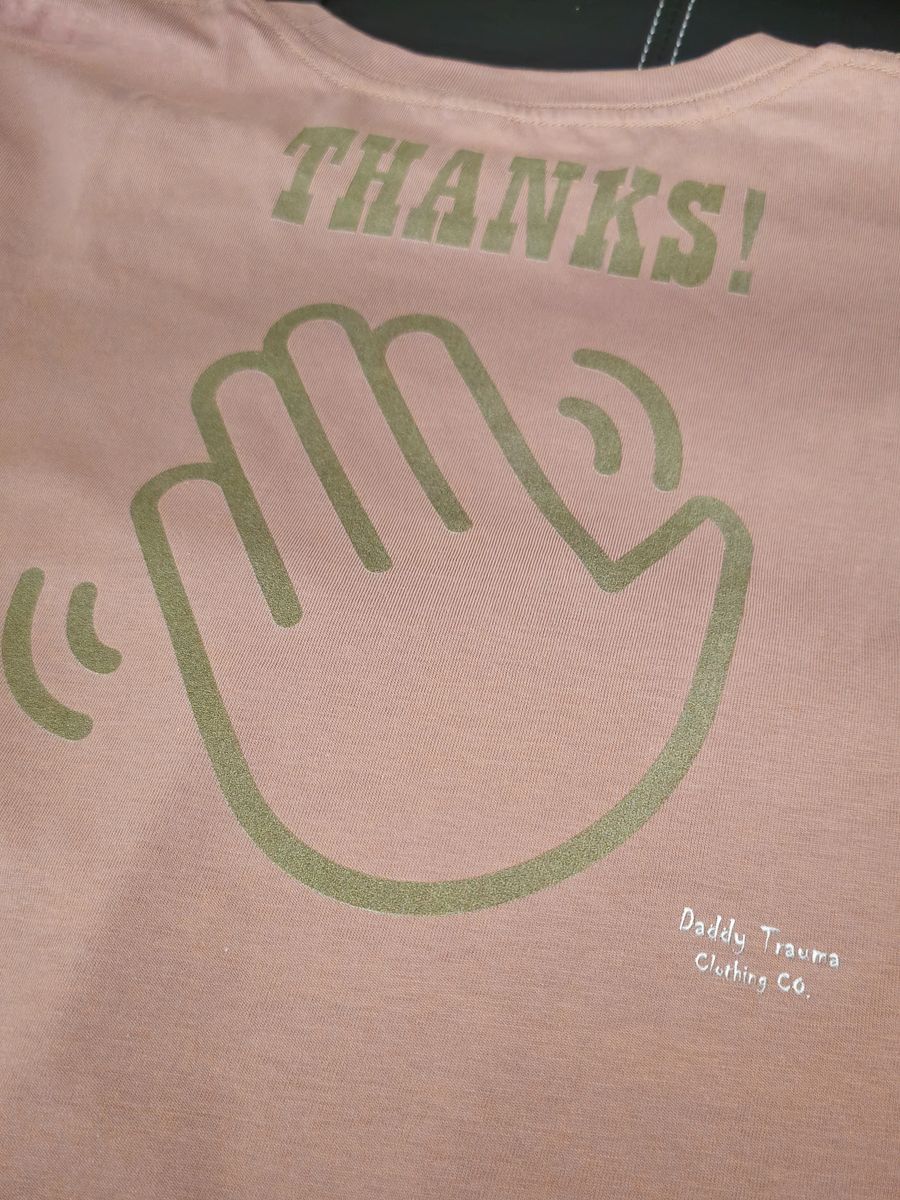 THANKS!
Daddy Trauma
Clothing CO.